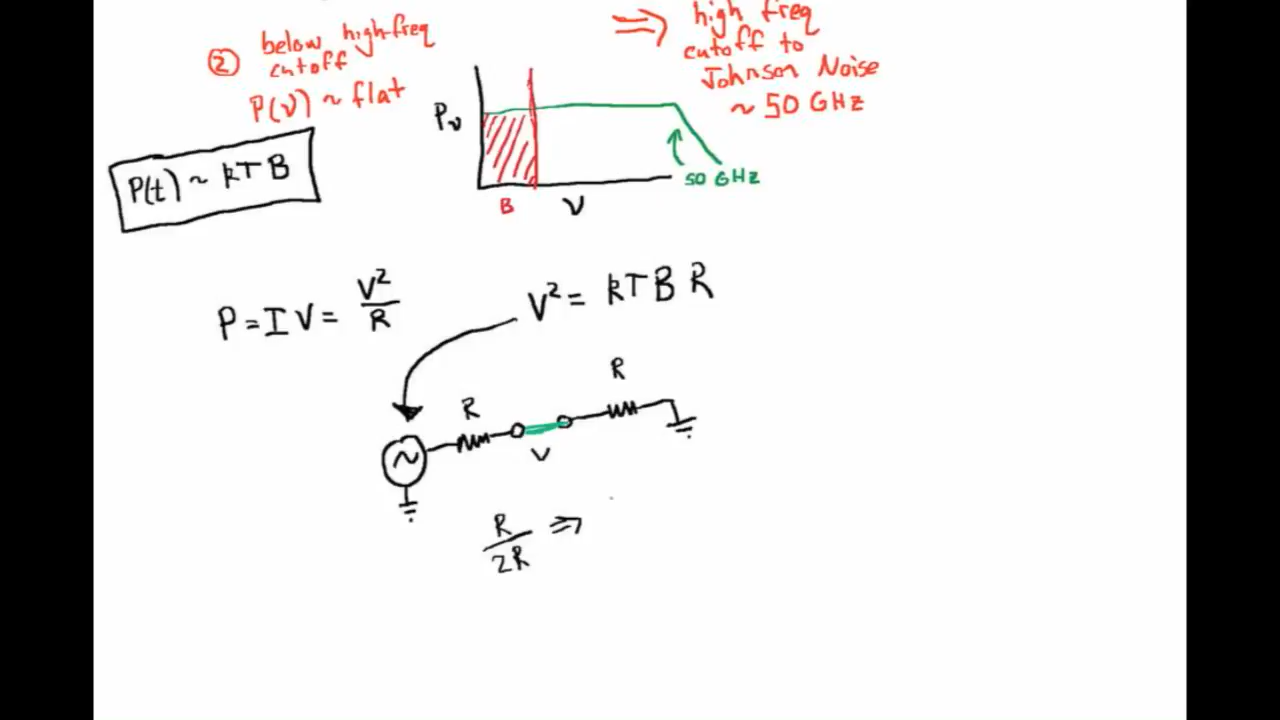 ② below high-freq
cutoff
P(ν) ~ flat
⇒ high freq
cutoff to
Johnson Noise
~ 50 GHz
P(t) ~ kTB
Pν
50 GHz
B
ν
P = IV = V²/R
V² = kTB R
R
R
~
V
R/2R ⇒